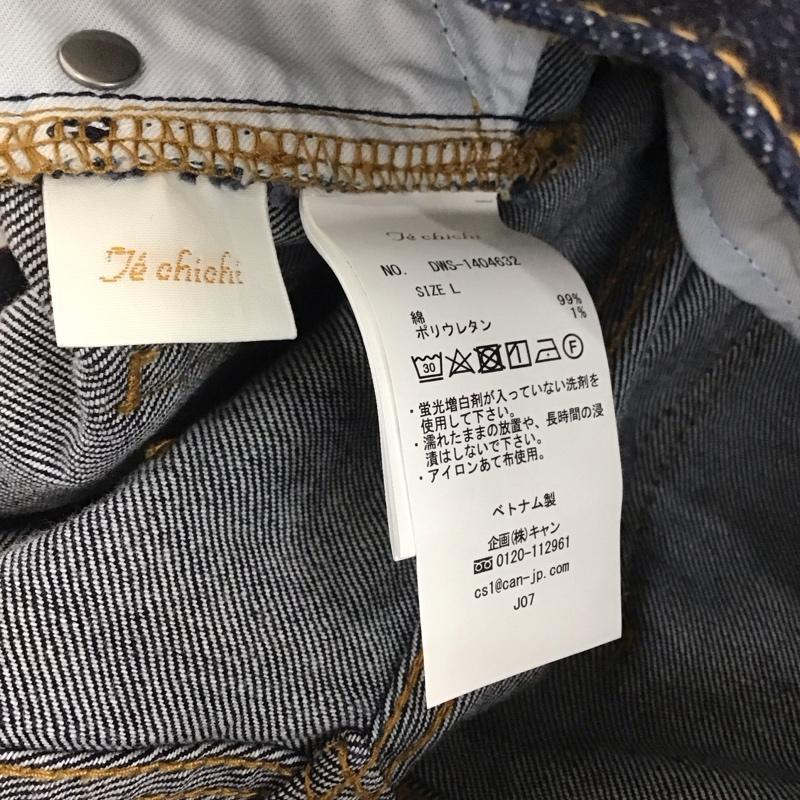 Té chichi
Té chichi
NO. DWS-1404632
SIZE L
綿 99%
ポリウレタン 1%
30 F
・蛍光増白剤が入っていない洗剤を
使用して下さい。
・濡れたままの放置や、長時間の浸
漬はしないで下さい。
・アイロンあて布使用。
ベトナム製
企画(株)キャン
0120-112961
cs1@can-jp.com
J07